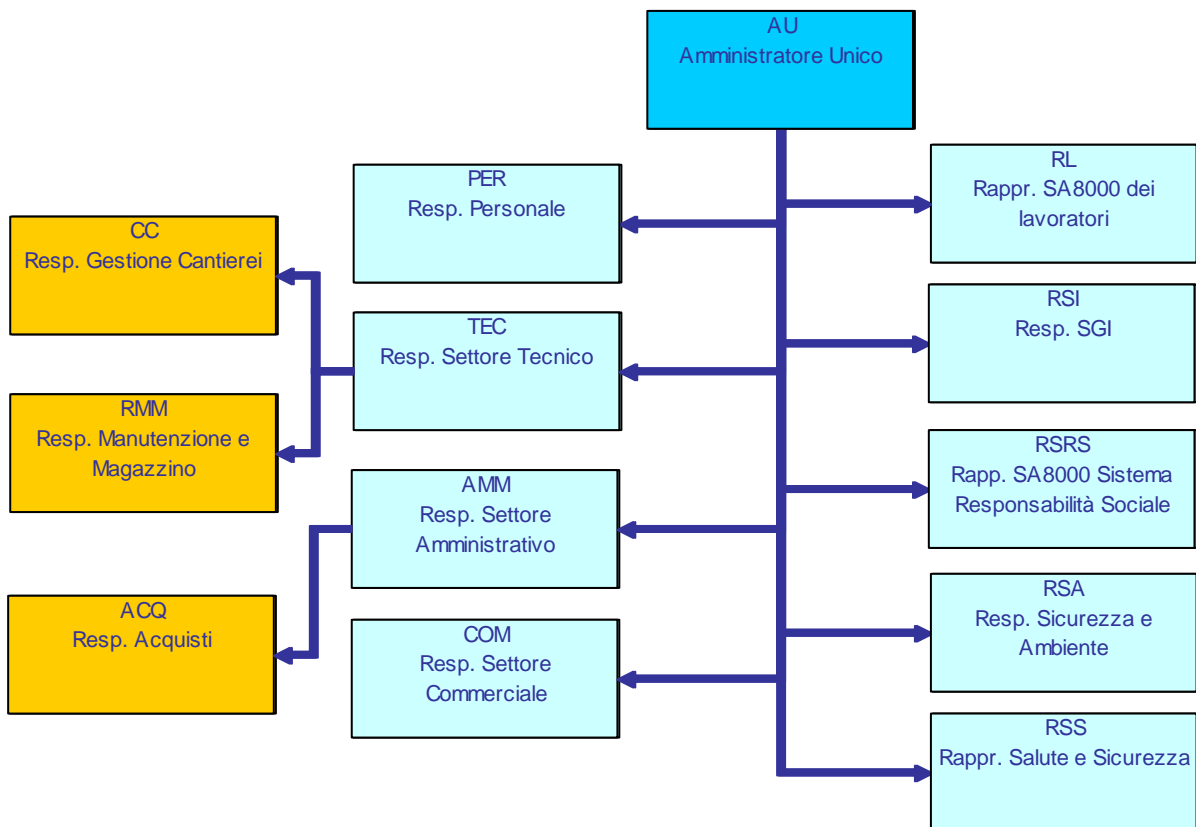 AU
Amministratore Unico
PER
Resp. Personale
RL
Rappr. SA8000 dei
lavoratori
CC
Resp. Gestione Cantierei
TEC
Resp. Settore Tecnico
RSI
Resp. SGI
RMM
Resp. Manutenzione e
Magazzino
AMM
Resp. Settore
Amministrativo
RSRS
Rapp. SA8000 Sistema
Responsabilità Sociale
ACQ
Resp. Acquisti
COM
Resp. Settore
Commerciale
RSA
Resp. Sicurezza e
Ambiente
RSS
Rappr. Salute e Sicurezza